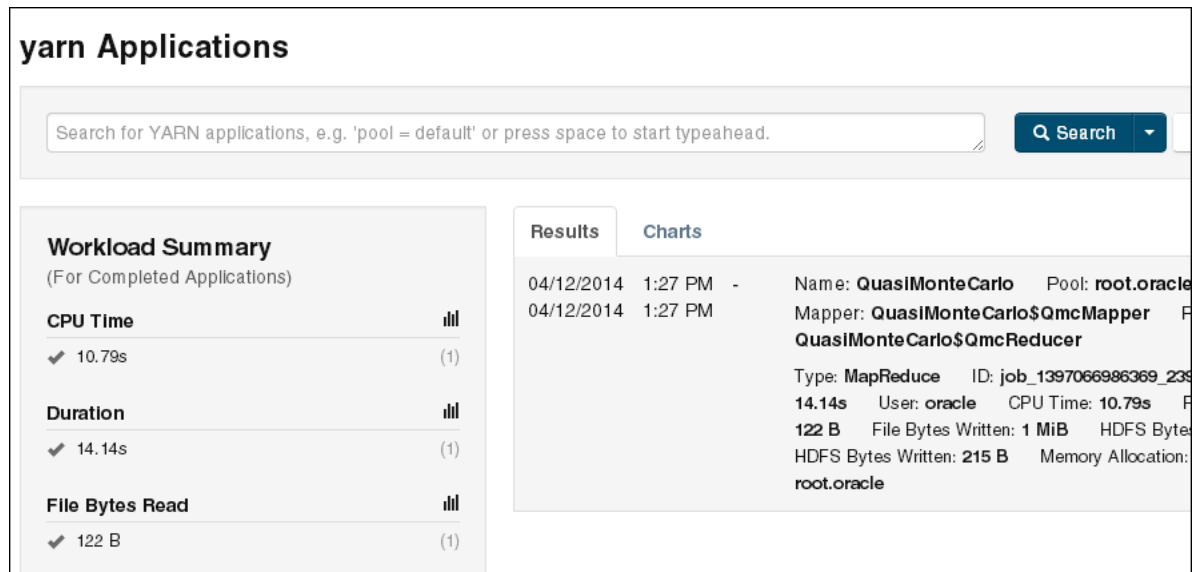 yarn Applications
Search for YARN applications, e.g. 'pool = default' or press space to start typeahead.
Search
Workload Summary
(For Completed Applications)
CPU Time
10.79s (1)
Duration
14.14s (1)
File Bytes Read
122 B (1)
Results Charts
04/12/2014 1:27 PM -
04/12/2014 1:27 PM
Name: QuasiMonteCarlo Pool: root.oracle
Mapper: QuasiMonteCarlo$QmcMapper
QuasiMonteCarlo$QmcReducer
Type: MapReduce ID: job_1397066986369_239
14.14s User: oracle CPU Time: 10.79s
122 B File Bytes Written: 1 MiB HDFS Bytes
HDFS Bytes Written: 215 B Memory Allocation:
root.oracle